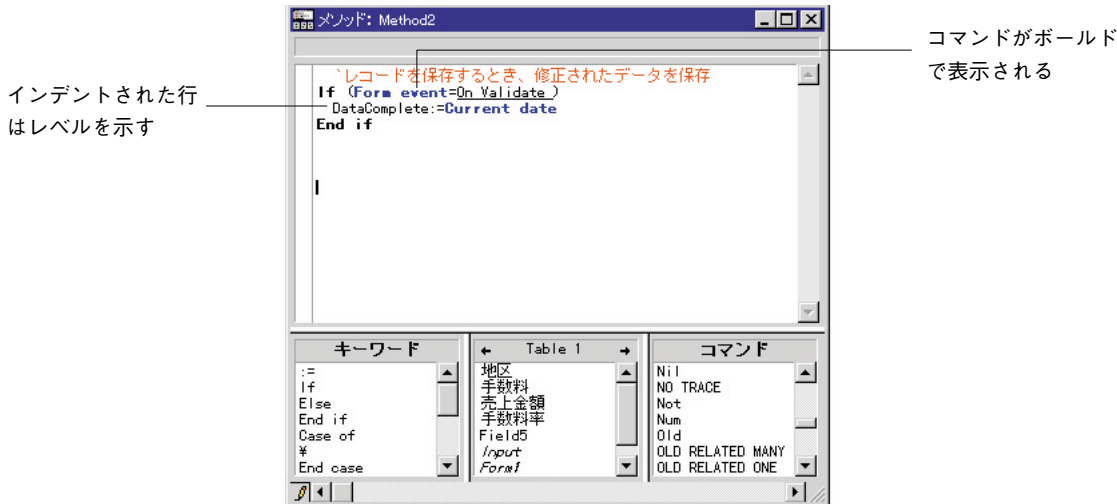 メソッド: Method2
コマンドがボールド
で表示される
インデントされた行
はレベルを示す
`レコードを保存するとき、修正されたデータを保存
If (Form event=On Validate )
DataComplete:=Current date
End if
キーワード
:=
If
Else
End if
Case of
¥
End case
← Table 1 →
地区
手数料
売上金額
手数料率
Field5
Input
Form1
コマンド
Nil
NO TRACE
Not
Num
Old
OLD RELATED MANY
OLD RELATED ONE